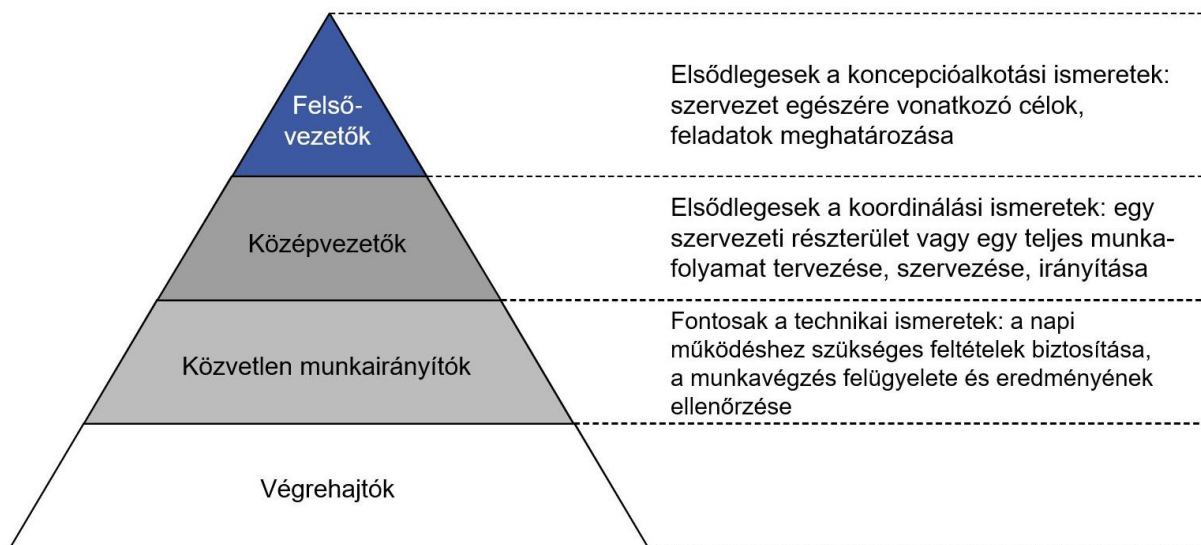 Felső-
vezetők
Elsődlegesek a koncepcióalkotási ismeretek:
szervezet egészére vonatkozó célok,
feladatok meghatározása
Középvezetők
Elsődlegesek a koordinálási ismeretek: egy
szervezeti részterület vagy egy teljes munka-
folyamat tervezése, szervezése, irányítása
Közvetlen munkairányítók
Fontosak a technikai ismeretek: a napi
működéshez szükséges feltételek biztosítása,
a munkavégzés felügyelete és eredményének
ellenőrzése
Végrehajtók